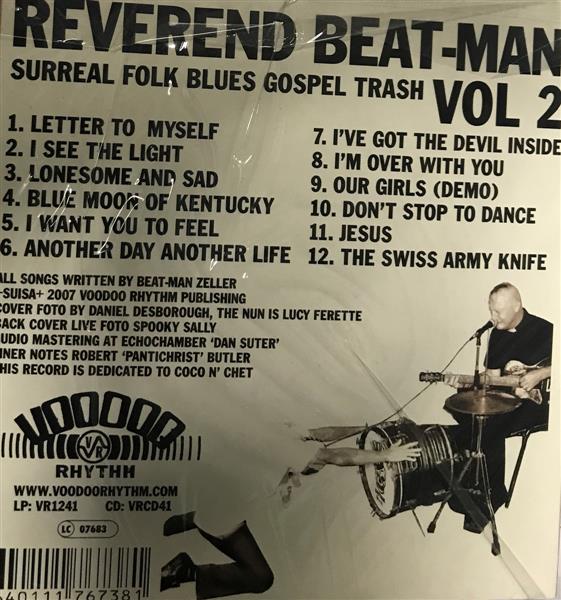 REVEREND BEAT-MAN
SURREAL FOLK BLUES GOSPEL TRASH VOL 2
1. LETTER TO MYSELF
2. I SEE THE LIGHT
3. LONESOME AND SAD
4. BLUE MOON OF KENTUCKY
5. I WANT YOU TO FEEL
6. ANOTHER DAY ANOTHER LIFE
7. I'VE GOT THE DEVIL INSIDE
8. I'M OVER WITH YOU
9. OUR GIRLS (DEMO)
10. DON'T STOP TO DANCE
11. JESUS
12. THE SWISS ARMY KNIFE
ALL SONGS WRITTEN BY BEAT-MAN ZELLER
+SUISA+ 2007 VOODOO RHYTHM PUBLISHING
COVER FOTO BY DANIEL DESBOROUGH, THE NUN IS LUCY FERETTE
BACK COVER LIVE FOTO SPOOKY SALLY
UDIO MASTERING AT ECHOCHAMBER 'DAN SUTER'
INER NOTES ROBERT 'PANTICHRIST' BUTLER
HIS RECORD IS DEDICATED TO COCO N' CHET
VOODOO
VR
RHYTHM
WWW.VOODOORHYTHM.COM
LP: VR1241 CD: VRCD41
LC 07683
40111 767381